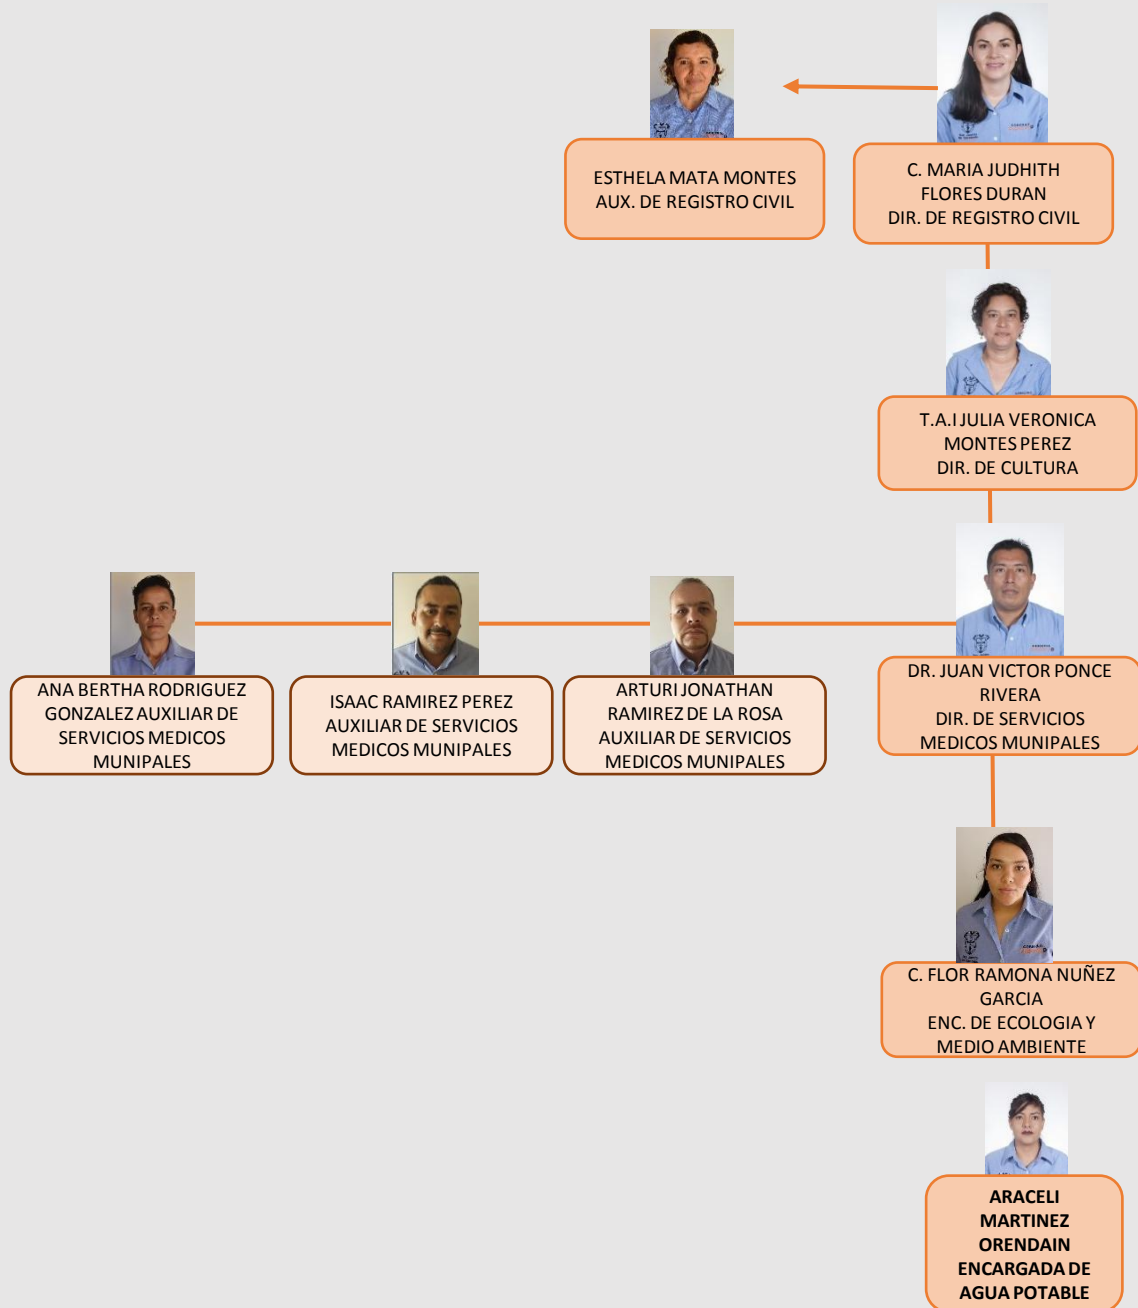 ESTHELA MATA MONTES
AUX. DE REGISTRO CIVIL
C. MARIA JUDHITH
FLORES DURAN
DIR. DE REGISTRO CIVIL
T.A.I JULIA VERONICA
MONTES PEREZ
DIR. DE CULTURA
ANA BERTHA RODRIGUEZ
GONZALEZ AUXILIAR DE
SERVICIOS MEDICOS
MUNIPALES
ISAAC RAMIREZ PEREZ
AUXILIAR DE SERVICIOS
MEDICOS MUNIPALES
ARTURI JONATHAN
RAMIREZ DE LA ROSA
AUXILIAR DE SERVICIOS
MEDICOS MUNIPALES
DR. JUAN VICTOR PONCE
RIVERA
DIR. DE SERVICIOS
MEDICOS MUNIPALES
C. FLOR RAMONA NUÑEZ
GARCIA
ENC. DE ECOLOGIA Y
MEDIO AMBIENTE
ARACELI
MARTINEZ
ORENDAIN
ENCARGADA DE
AGUA POTABLE